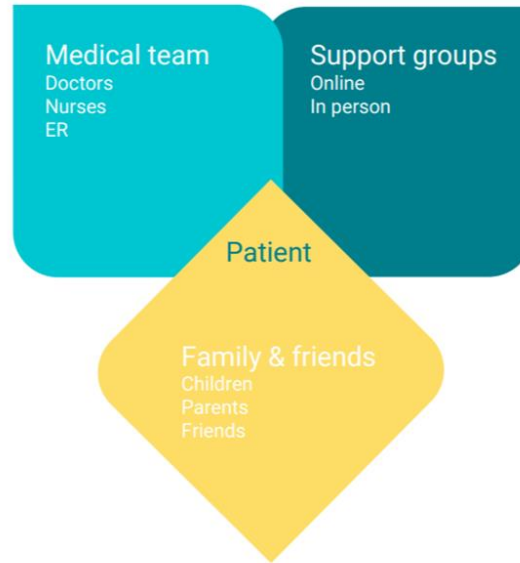 Medical team
Doctors
Nurses
ER
Support groups
Online
In person
Patient
Family & friends
Children
Parents
Friends